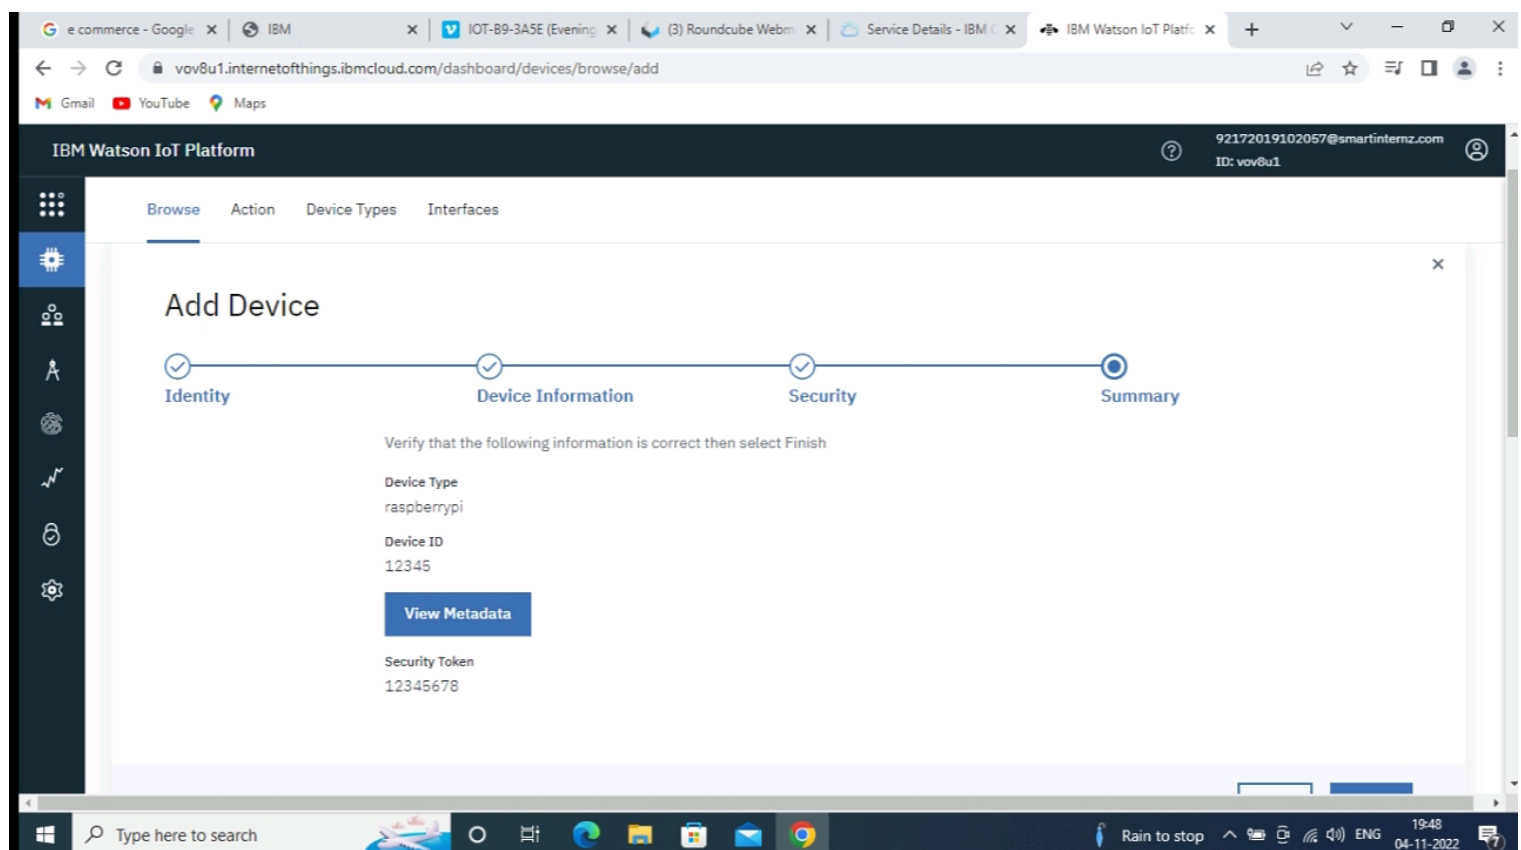 e commerce - Google
IBM
IOT-B9-3A5E (Evening
(3) Roundcube Webm
Service Details - IBM
IBM Watson IoT Platfo
vov8u1.internetofthings.ibmcloud.com/dashboard/devices/browse/add
Gmail YouTube Maps
IBM Watson IoT Platform
92172019102057@smartinternz.com
ID: vov8u1
Browse Action Device Types Interfaces
Add Device
Identity Device Information Security Summary
Verify that the following information is correct then select Finish
Device Type
raspberrypi
Device ID
12345
View Metadata
Security Token
12345678
Type here to search
Rain to stop
ENG
19:48
04-11-2022
7